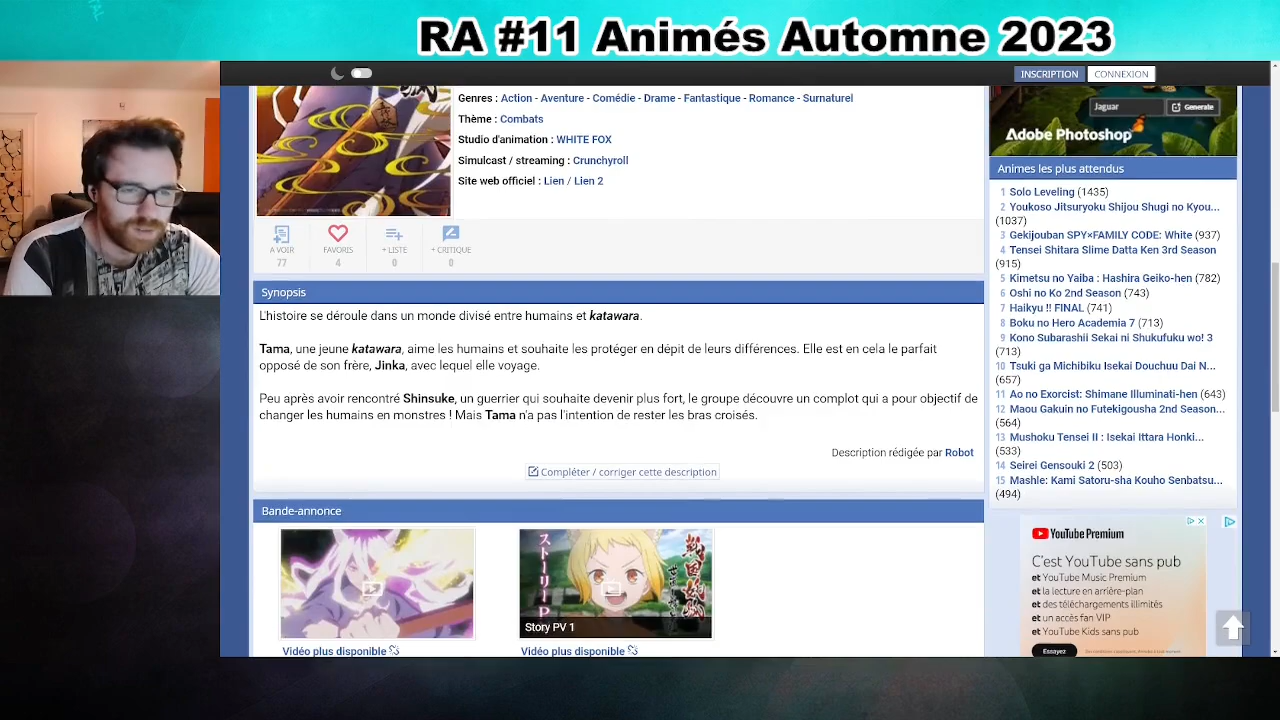 RA #11 Animés Automne 2023
INSCRIPTION CONNEXION
Genres : Action - Aventure - Comédie - Drame - Fantastique - Romance - Surnaturel
Thème : Combats
Studio d'animation : WHITE FOX
Simulcast / streaming : Crunchyroll
Site web officiel : Lien / Lien 2
A VOIR FAVORIS + LISTE + CRITIQUE
77 4 0 0
Synopsis
L'histoire se déroule dans un monde divisé entre humains et katawara.
Tama, une jeune katawara, aime les humains et souhaite les protéger en dépit de leurs différences. Elle est en cela le parfait
opposé de son frère, Jinka, avec lequel elle voyage.
Peu après avoir rencontré Shinsuke, un guerrier qui souhaite devenir plus fort, le groupe découvre un complot qui a pour objectif de
changer les humains en monstres ! Mais Tama n'a pas l'intention de rester les bras croisés.
Description rédigée par Robot
Compléter / corriger cette description
Bande-annonce
ストーリーP
Story PV 1
Vidéo plus disponible
Vidéo plus disponible
Jaguar Generate
Adobe Photoshop
Animes les plus attendus
1 Solo Leveling (1435)
2 Youkoso Jitsuryoku Shijou Shugi no Kyou...
(1037)
3 Gekijouban SPY×FAMILY CODE: White (937)
4 Tensei Shitara Slime Datta Ken 3rd Season
(915)
5 Kimetsu no Yaiba : Hashira Geiko-hen (782)
6 Oshi no Ko 2nd Season (743)
7 Haikyu !! FINAL (741)
8 Boku no Hero Academia 7 (713)
9 Kono Subarashii Sekai ni Shukufuku wo! 3
(713)
10 Tsuki ga Michibiku Isekai Douchuu Dai N...
(657)
11 Ao no Exorcist: Shimane Illuminati-hen (643)
12 Maou Gakuin no Futekigousha 2nd Season...
(564)
13 Mushoku Tensei II : Isekai Ittara Honki...
(533)
14 Seirei Gensouki 2 (503)
15 Mashle: Kami Satoru-sha Kouho Senbatsu...
(494)
YouTube Premium
C'est YouTube sans pub
et YouTube Music Premium
et la lecture en arrière-plan
et des téléchargements illimités
et un accès fan VIP
et YouTube Kids sans pub
Essayez